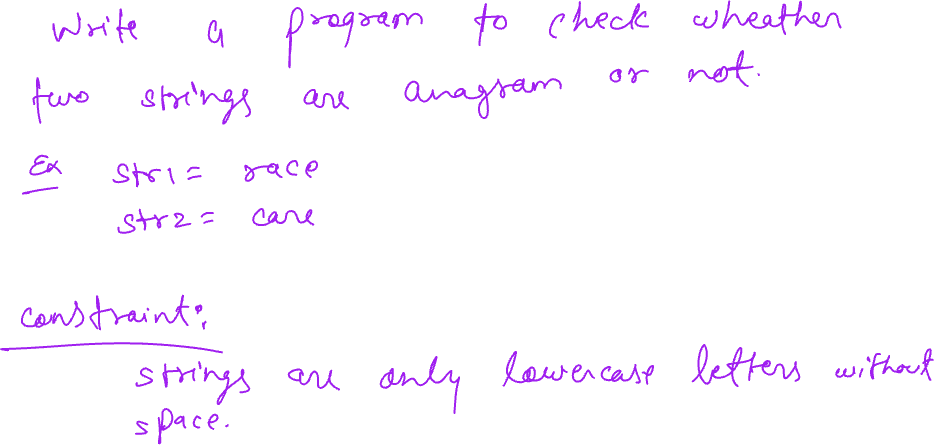 Write a program to check wheather
two strings are anagram or not.
Ex str1 = race
str2 = care
constraint:
strings are only lowercase letters without
space.